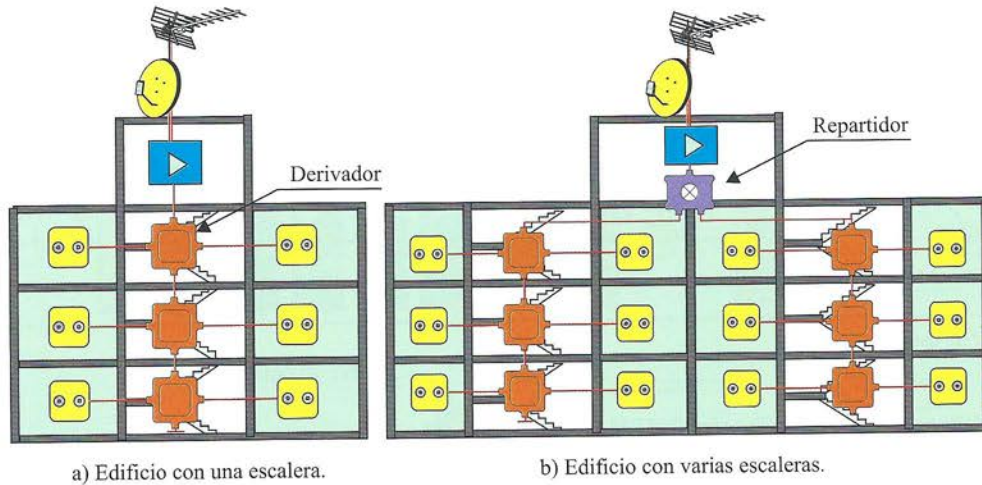 Derivador
Repartidor
a) Edificio con una escalera.
b) Edificio con varias escaleras.